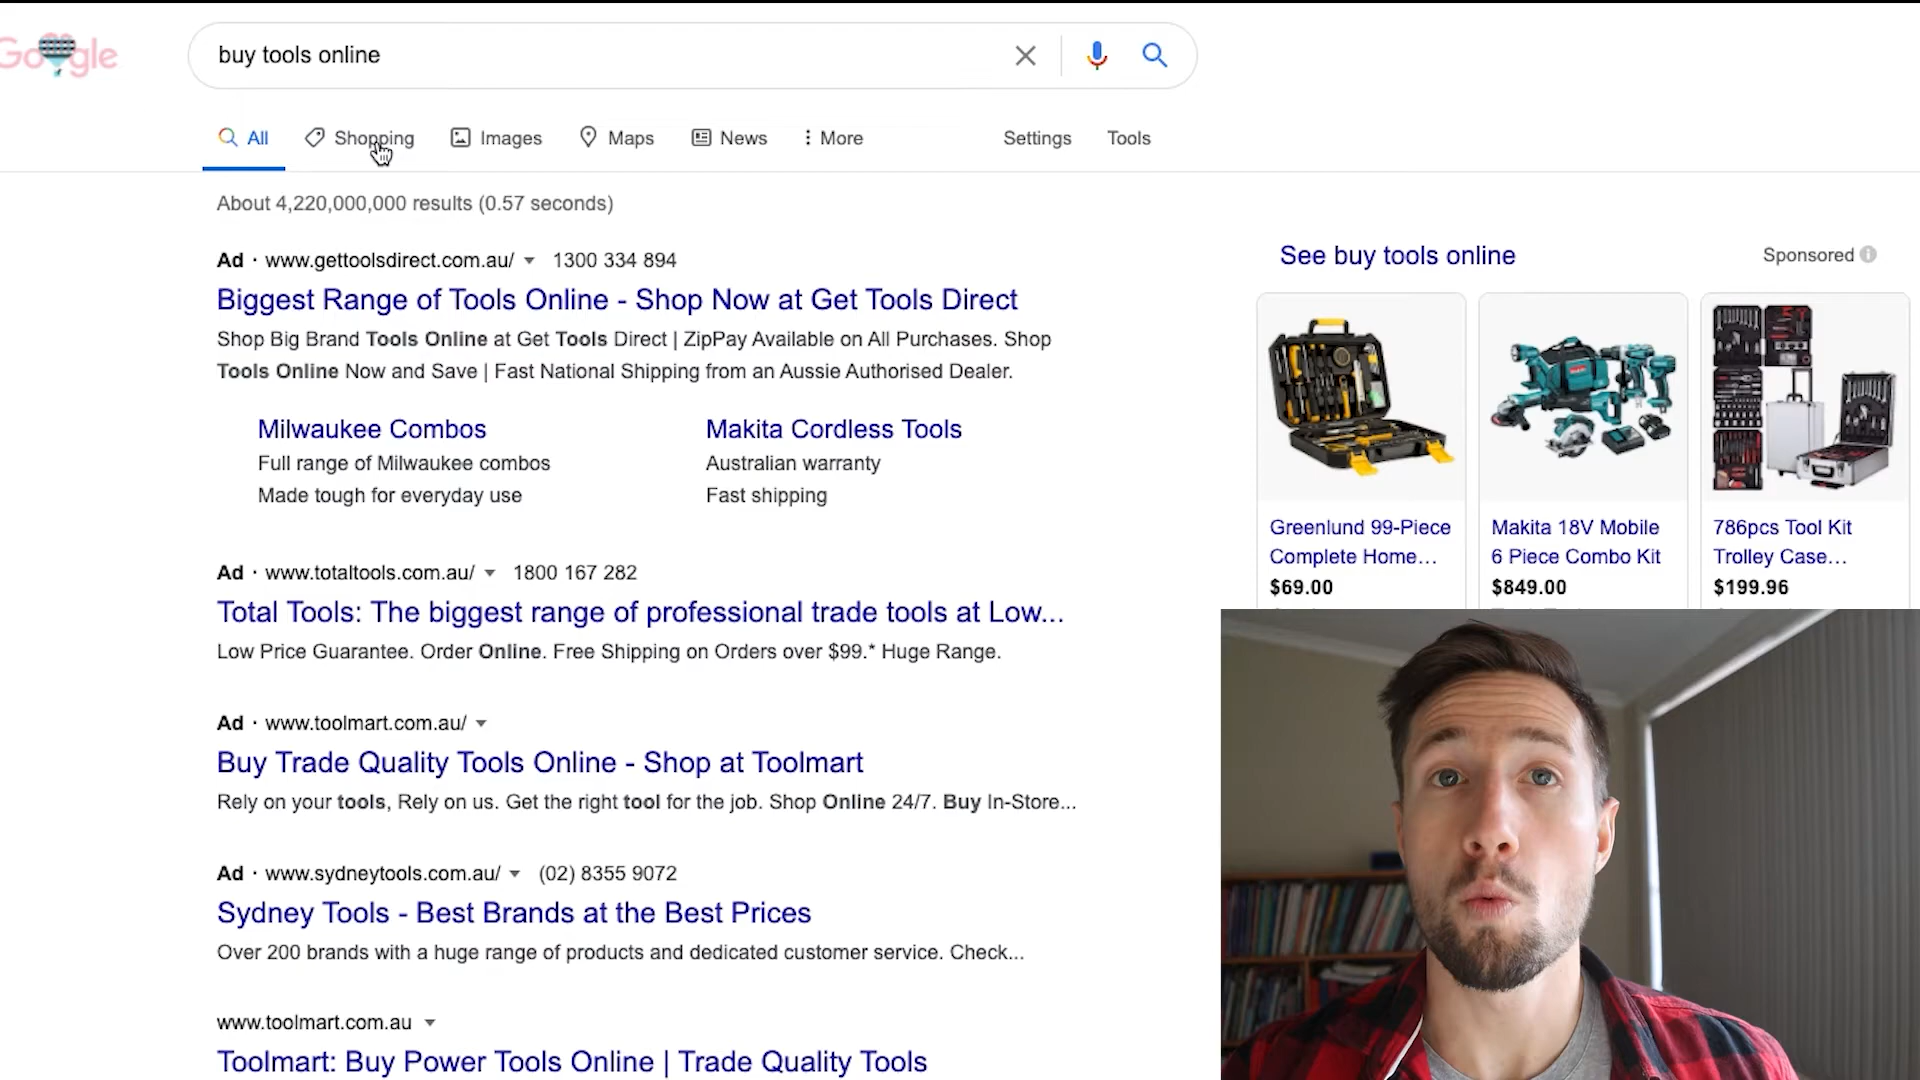 Google
buy tools online
All
Shopping
Images
Maps
News
More
Settings
Tools
About 4,220,000,000 results (0.57 seconds)
Ad · www.gettoolsdirect.com.au/ 1300 334 894
Biggest Range of Tools Online - Shop Now at Get Tools Direct
Shop Big Brand Tools Online at Get Tools Direct | ZipPay Available on All Purchases. Shop
Tools Online Now and Save | Fast National Shipping from an Aussie Authorised Dealer.
Milwaukee Combos
Full range of Milwaukee combos
Made tough for everyday use
Makita Cordless Tools
Australian warranty
Fast shipping
Ad · www.totaltools.com.au/ 1800 167 282
Total Tools: The biggest range of professional trade tools at Low...
Low Price Guarantee. Order Online. Free Shipping on Orders over $99.* Huge Range.
Ad · www.toolmart.com.au/
Buy Trade Quality Tools Online - Shop at Toolmart
Rely on your tools, Rely on us. Get the right tool for the job. Shop Online 24/7. Buy In-Store...
Ad · www.sydneytools.com.au/ (02) 8355 9072
Sydney Tools - Best Brands at the Best Prices
Over 200 brands with a huge range of products and dedicated customer service. Check...
www.toolmart.com.au
Toolmart: Buy Power Tools Online | Trade Quality Tools
See buy tools online
Sponsored
Greenlund 99-Piece
Complete Home...
$69.00
Makita 18V Mobile
6 Piece Combo Kit
$849.00
786pcs Tool Kit
Trolley Case...
$199.96